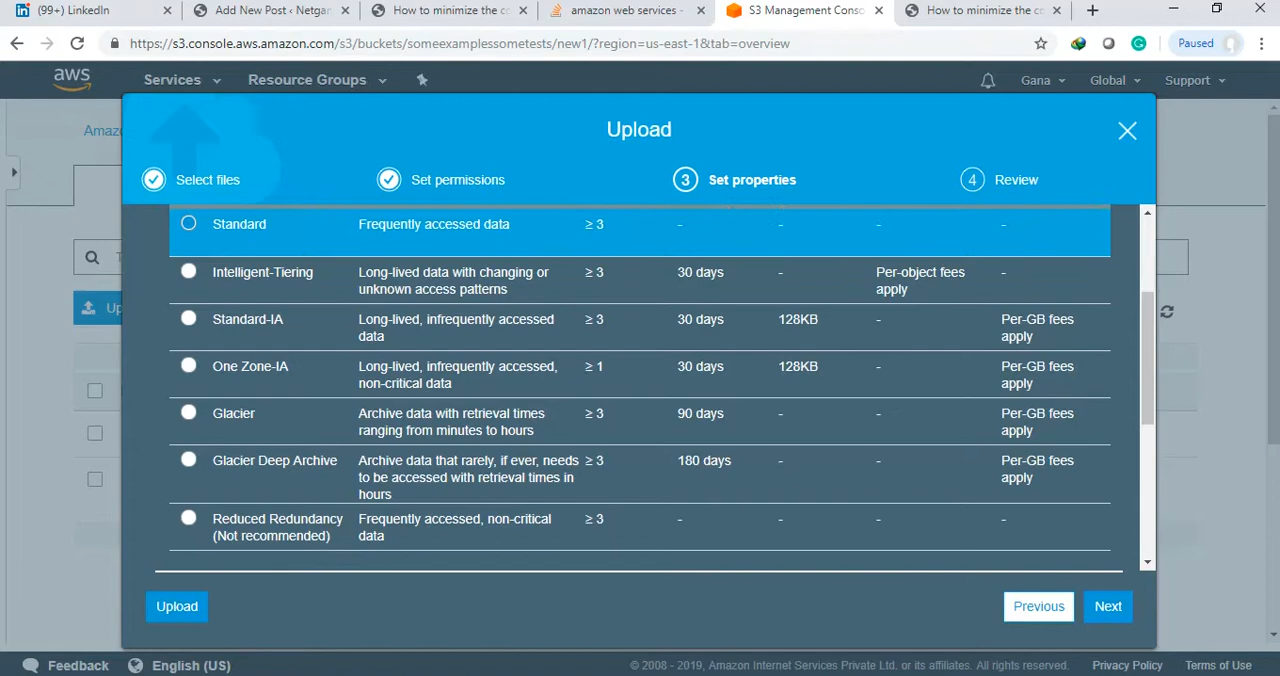 (99+) LinkedIn
Add New Post ‹ Netgan
How to minimize the co
amazon web services -
S3 Management Conso
How to minimize the co
https://s3.console.aws.amazon.com/s3/buckets/someexamplessometests/new1/?region=us-east-1&tab=overview
Paused
aws
Services
Resource Groups
Gana
Global
Support
Amazo
Upload
Select files
Set permissions
3 Set properties
4 Review
Standard Frequently accessed data ≥ 3 - - - -
Intelligent-Tiering Long-lived data with changing or ≥ 3 30 days - Per-object fees -
unknown access patterns apply
Standard-IA Long-lived, infrequently accessed ≥ 3 30 days 128KB - Per-GB fees
data apply
One Zone-IA Long-lived, infrequently accessed, ≥ 1 30 days 128KB - Per-GB fees
non-critical data apply
Glacier Archive data with retrieval times ≥ 3 90 days - - Per-GB fees
ranging from minutes to hours apply
Glacier Deep Archive Archive data that rarely, if ever, needs ≥ 3 180 days - - Per-GB fees
to be accessed with retrieval times in apply
hours
Reduced Redundancy Frequently accessed, non-critical ≥ 3 - - - -
(Not recommended) data
T
Up
Upload
Previous
Next
Feedback
English (US)
© 2008 - 2019, Amazon Internet Services Private Ltd. or its affiliates. All rights reserved.
Privacy Policy
Terms of Use